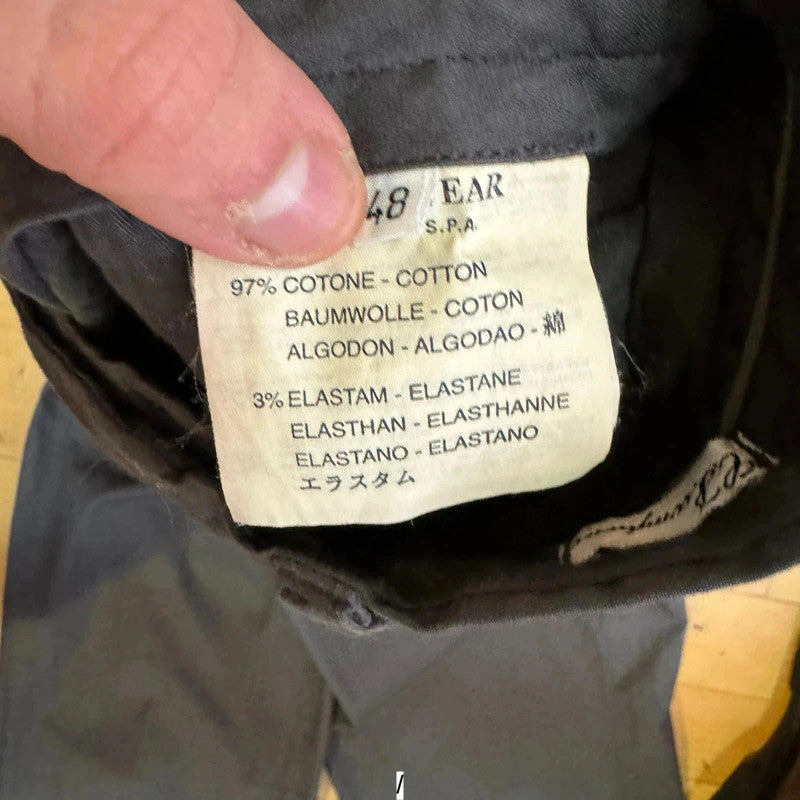 48 EAR
S.P.A.
97% COTONE - COTTON
BAUMWOLLE - COTON
ALGODON - ALGODAO - 綿
3% ELASTAM - ELASTANE
ELASTHAN - ELASTHANNE
ELASTANO - ELASTANO
エラスタム
/